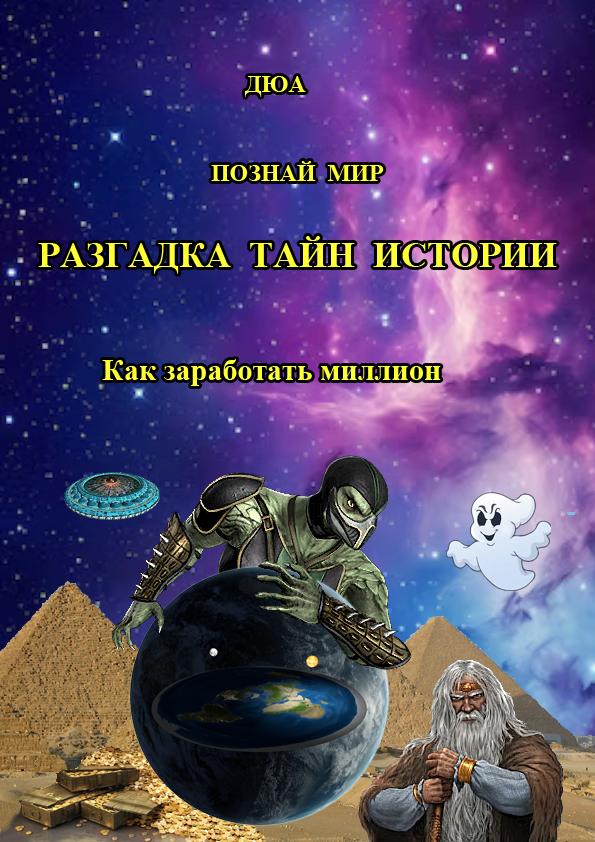 ДЮА
ПОЗНАЙ МИР
РАЗГАДКА ТАЙН ИСТОРИИ
Как заработать миллион